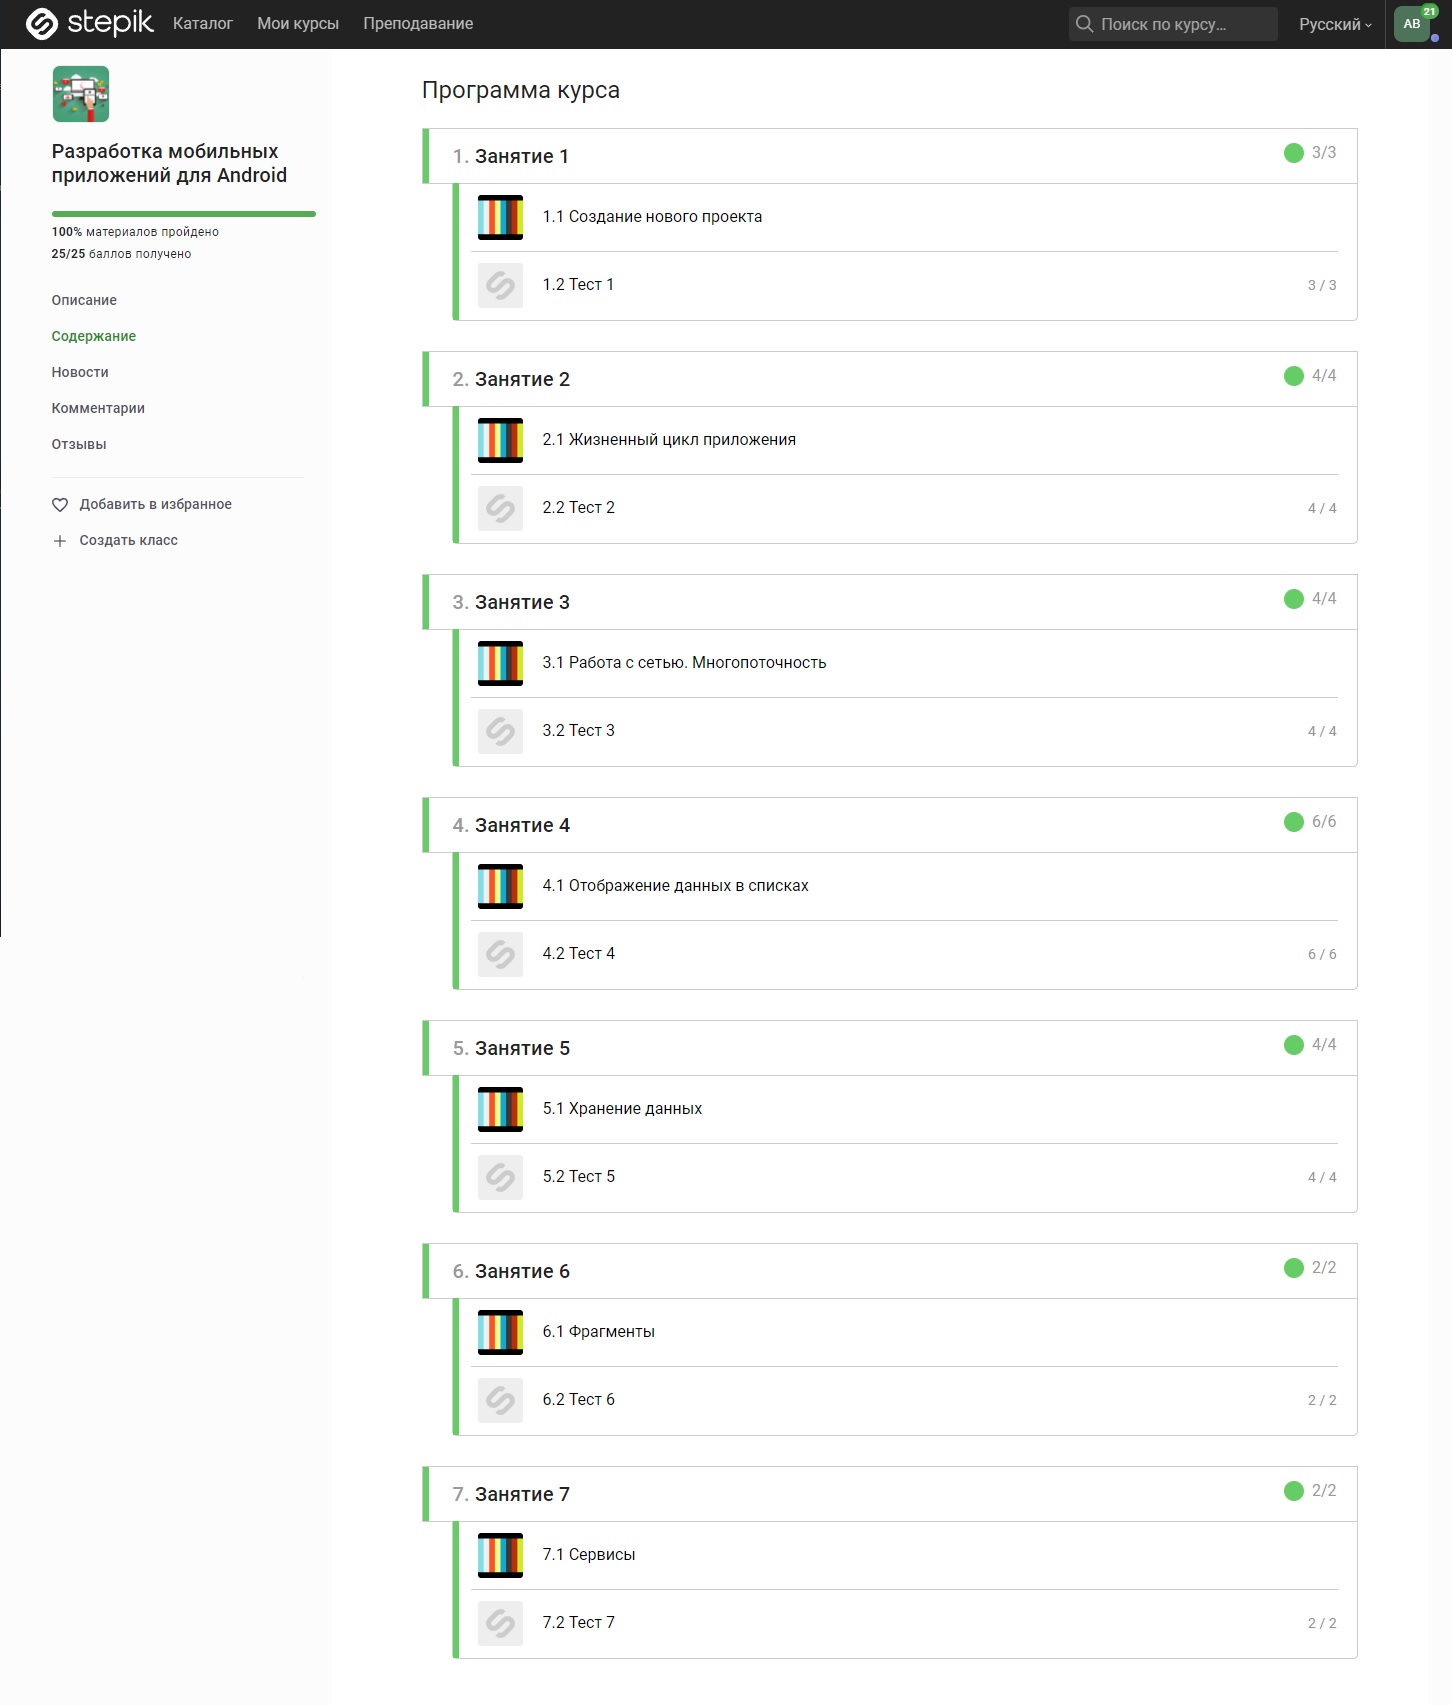 stepik Каталог Мои курсы Преподавание Поиск по курсу... Русский АВ 21
Разработка мобильных
приложений для Android
100% материалов пройдено
25/25 баллов получено
Описание
Содержание
Новости
Комментарии
Отзывы
Добавить в избранное
Создать класс
Программа курса
1. Занятие 1 3/3
1.1 Создание нового проекта
1.2 Тест 1 3 / 3
2. Занятие 2 4/4
2.1 Жизненный цикл приложения
2.2 Тест 2 4 / 4
3. Занятие 3 4/4
3.1 Работа с сетью. Многопоточность
3.2 Тест 3 4 / 4
4. Занятие 4 6/6
4.1 Отображение данных в списках
4.2 Тест 4 6 / 6
5. Занятие 5 4/4
5.1 Хранение данных
5.2 Тест 5 4 / 4
6. Занятие 6 2/2
6.1 Фрагменты
6.2 Тест 6 2 / 2
7. Занятие 7 2/2
7.1 Сервисы
7.2 Тест 7 2 / 2